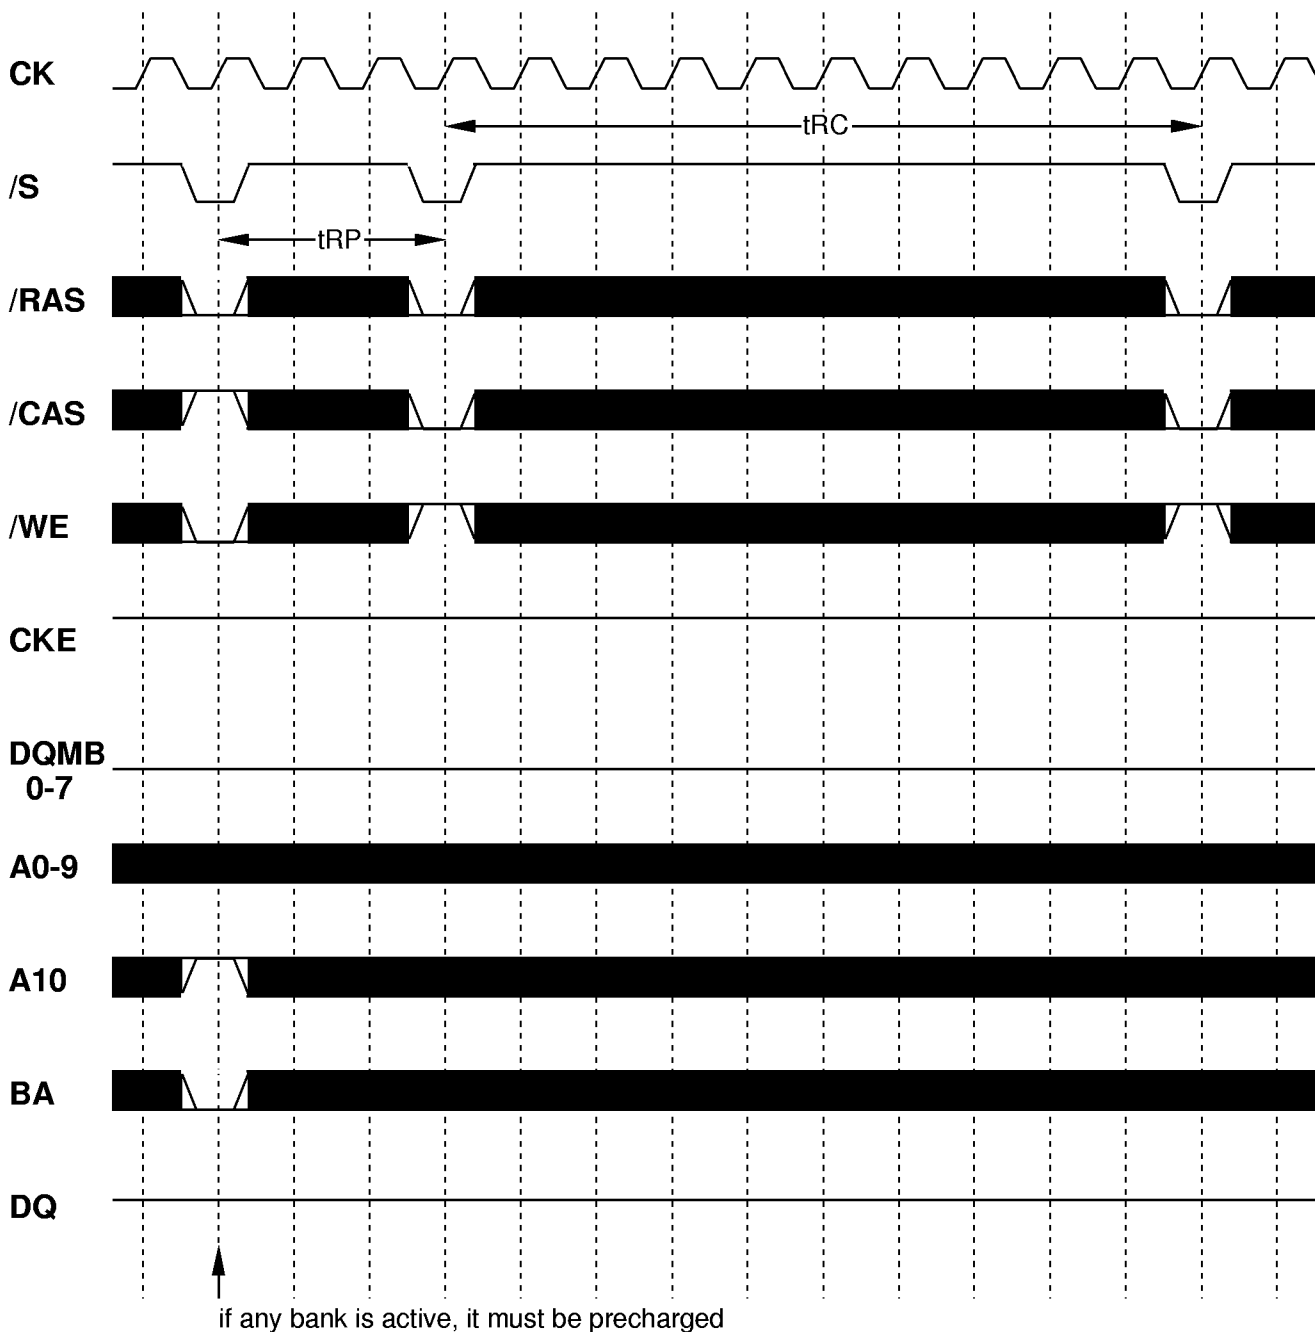 CK
tRC
/S
tRP
/RAS
/CAS
/WE
CKE
DQMB
0-7
A0-9
A10
BA
DQ
if any bank is active, it must be precharged